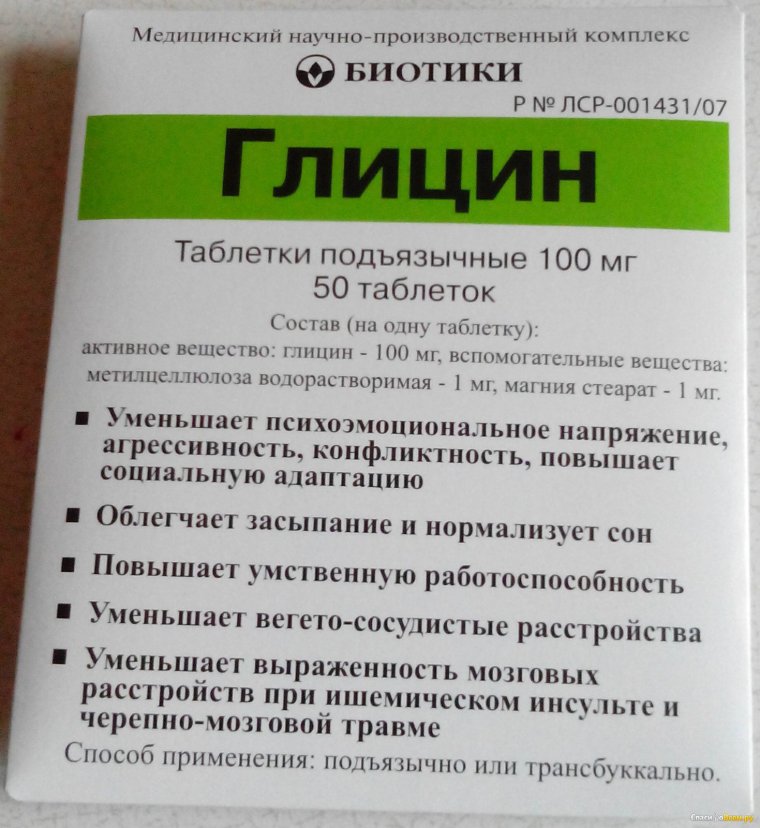 Медицинский научно-производственный комплекс
БИОТИКИ
Р № ЛСР-001431/07
Глицин
Таблетки подъязычные 100 мг
50 таблеток
Состав (на одну таблетку):
активное вещество: глицин - 100 мг, вспомогательные вещества:
метилцеллюлоза водорастворимая - 1 мг, магния стеарат - 1 мг.
▪ Уменьшает психоэмоциональное напряжение,
агрессивность, конфликтность, повышает
социальную адаптацию
▪ Облегчает засыпание и нормализует сон
▪ Повышает умственную работоспособность
▪ Уменьшает вегето-сосудистые расстройства
▪ Уменьшает выраженность мозговых
расстройств при ишемическом инсульте и
черепно-мозговой травме
Способ применения: подъязычно или трансбуккально.